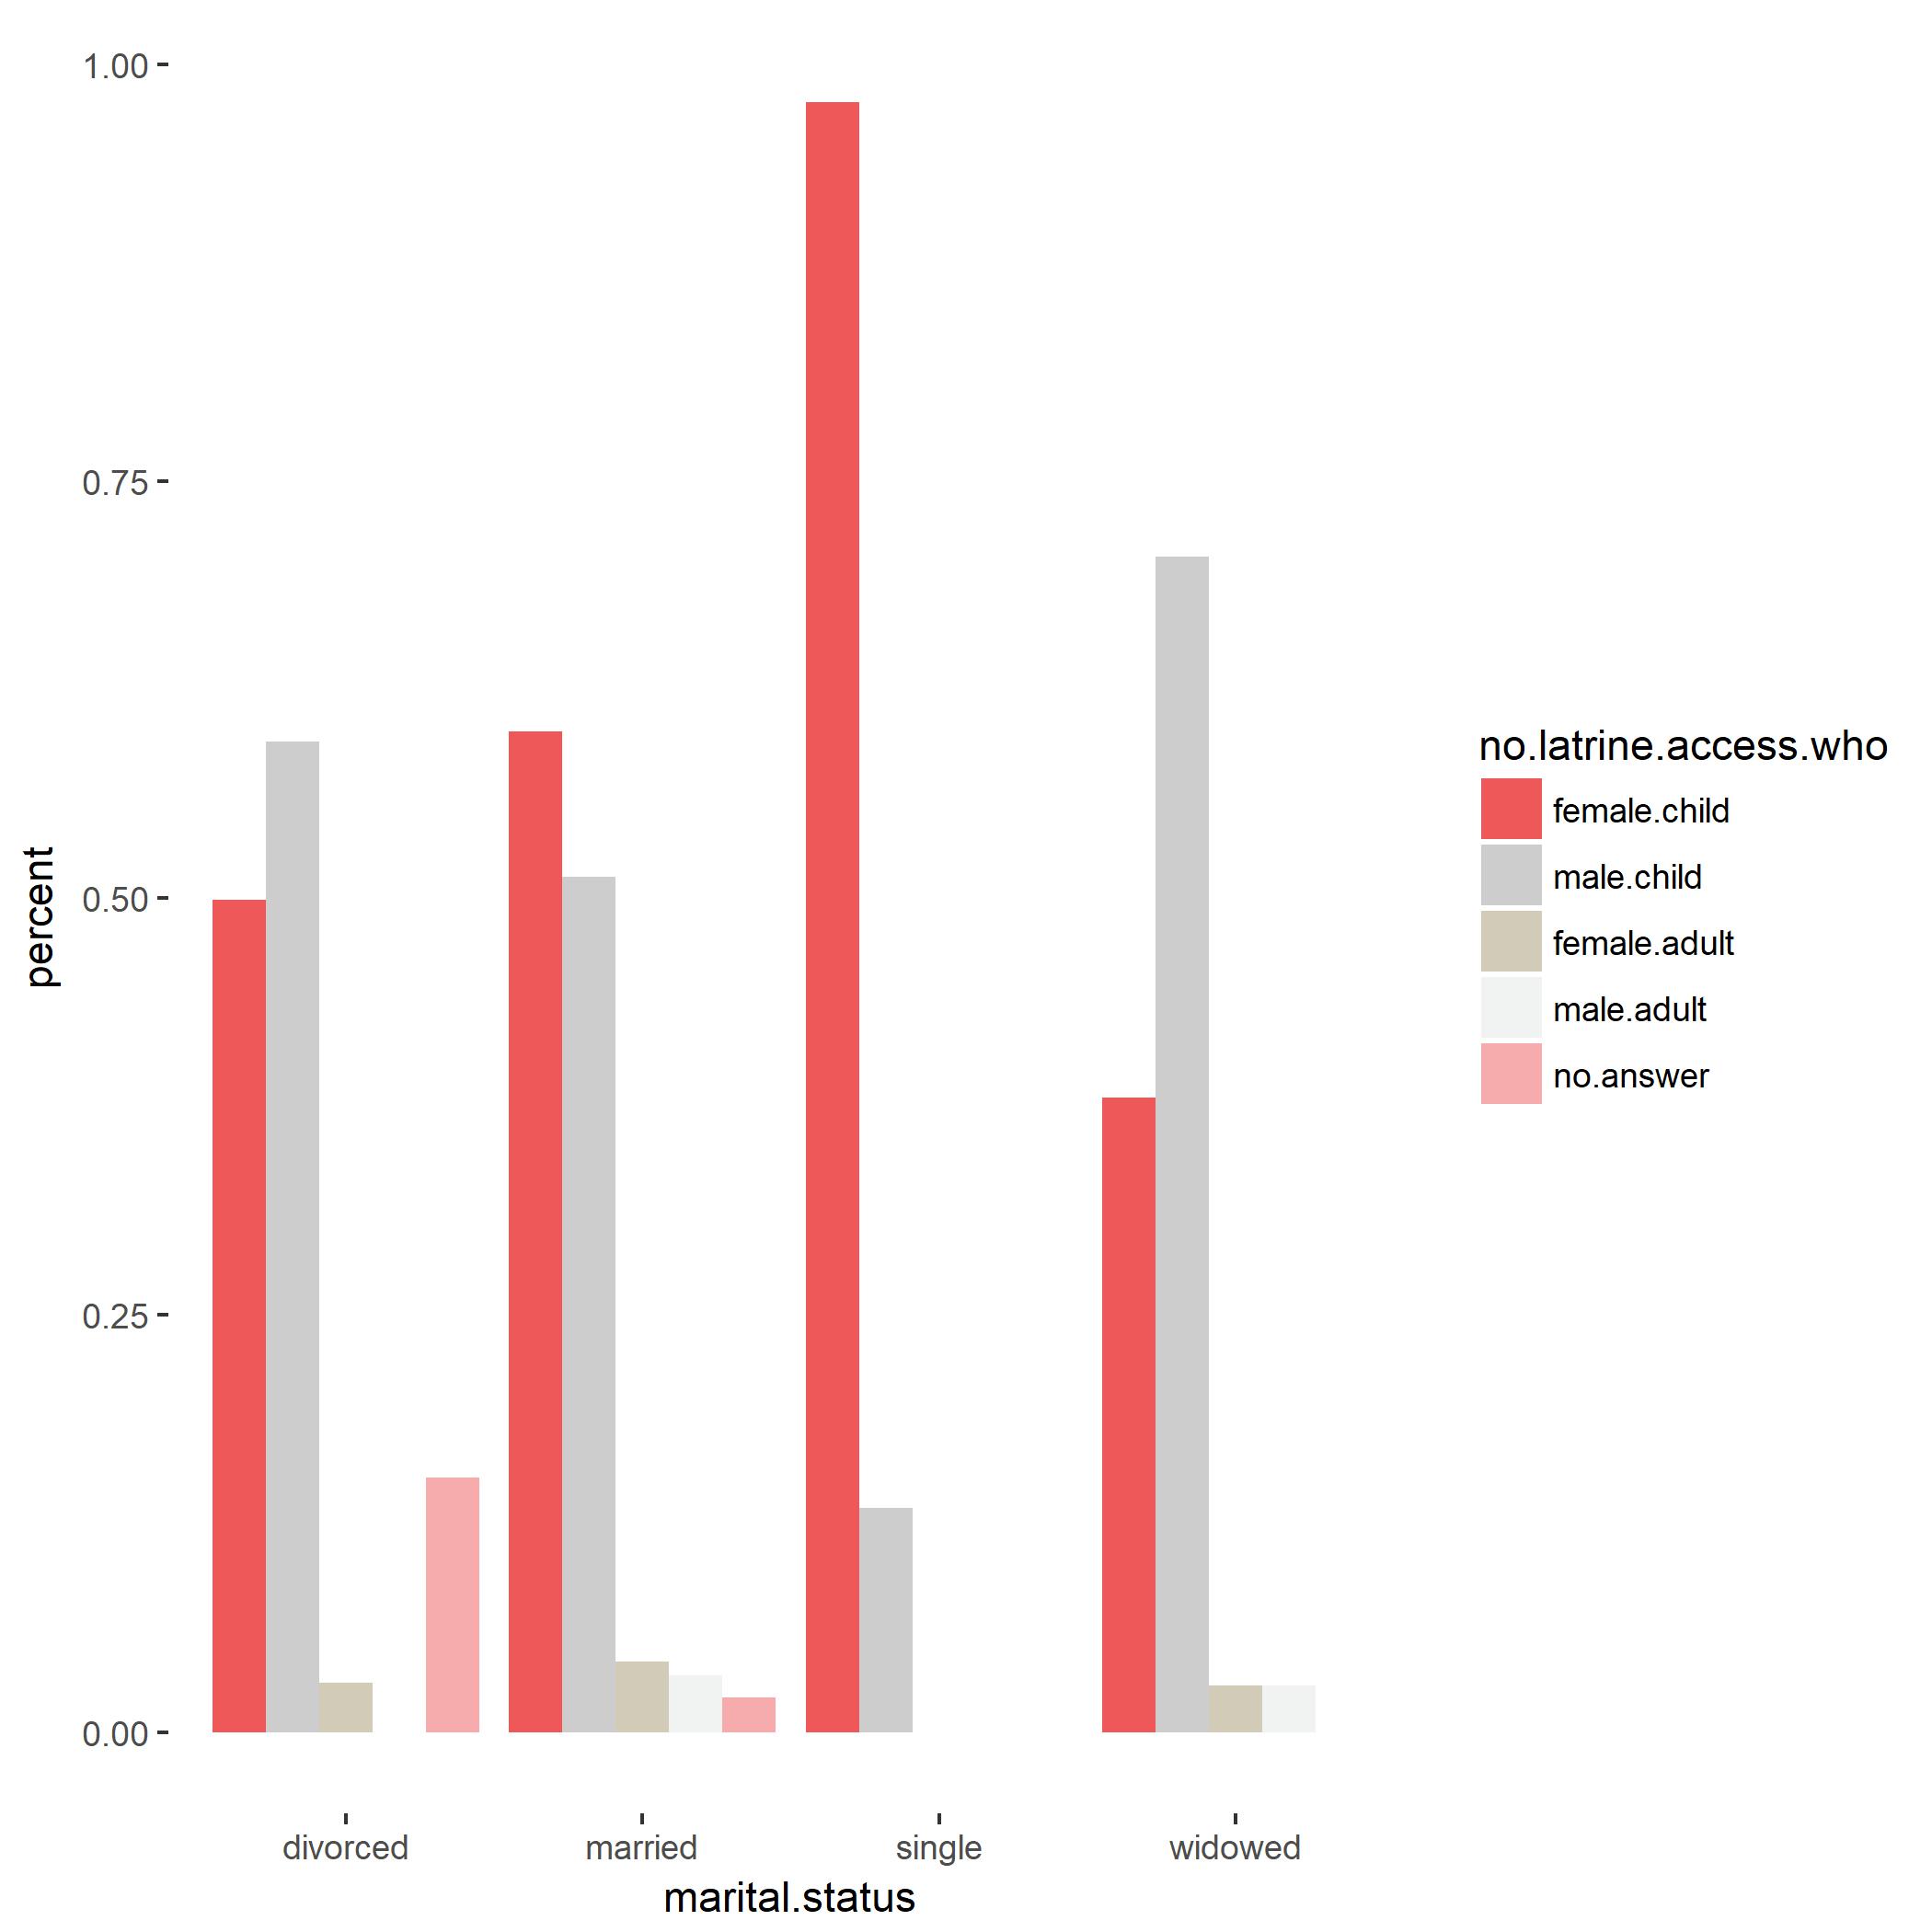 1.00
0.75
0.50
0.25
0.00
percent
divorced
married
single
widowed
marital.status
no.latrine.access.who
female.child
male.child
female.adult
male.adult
no.answer